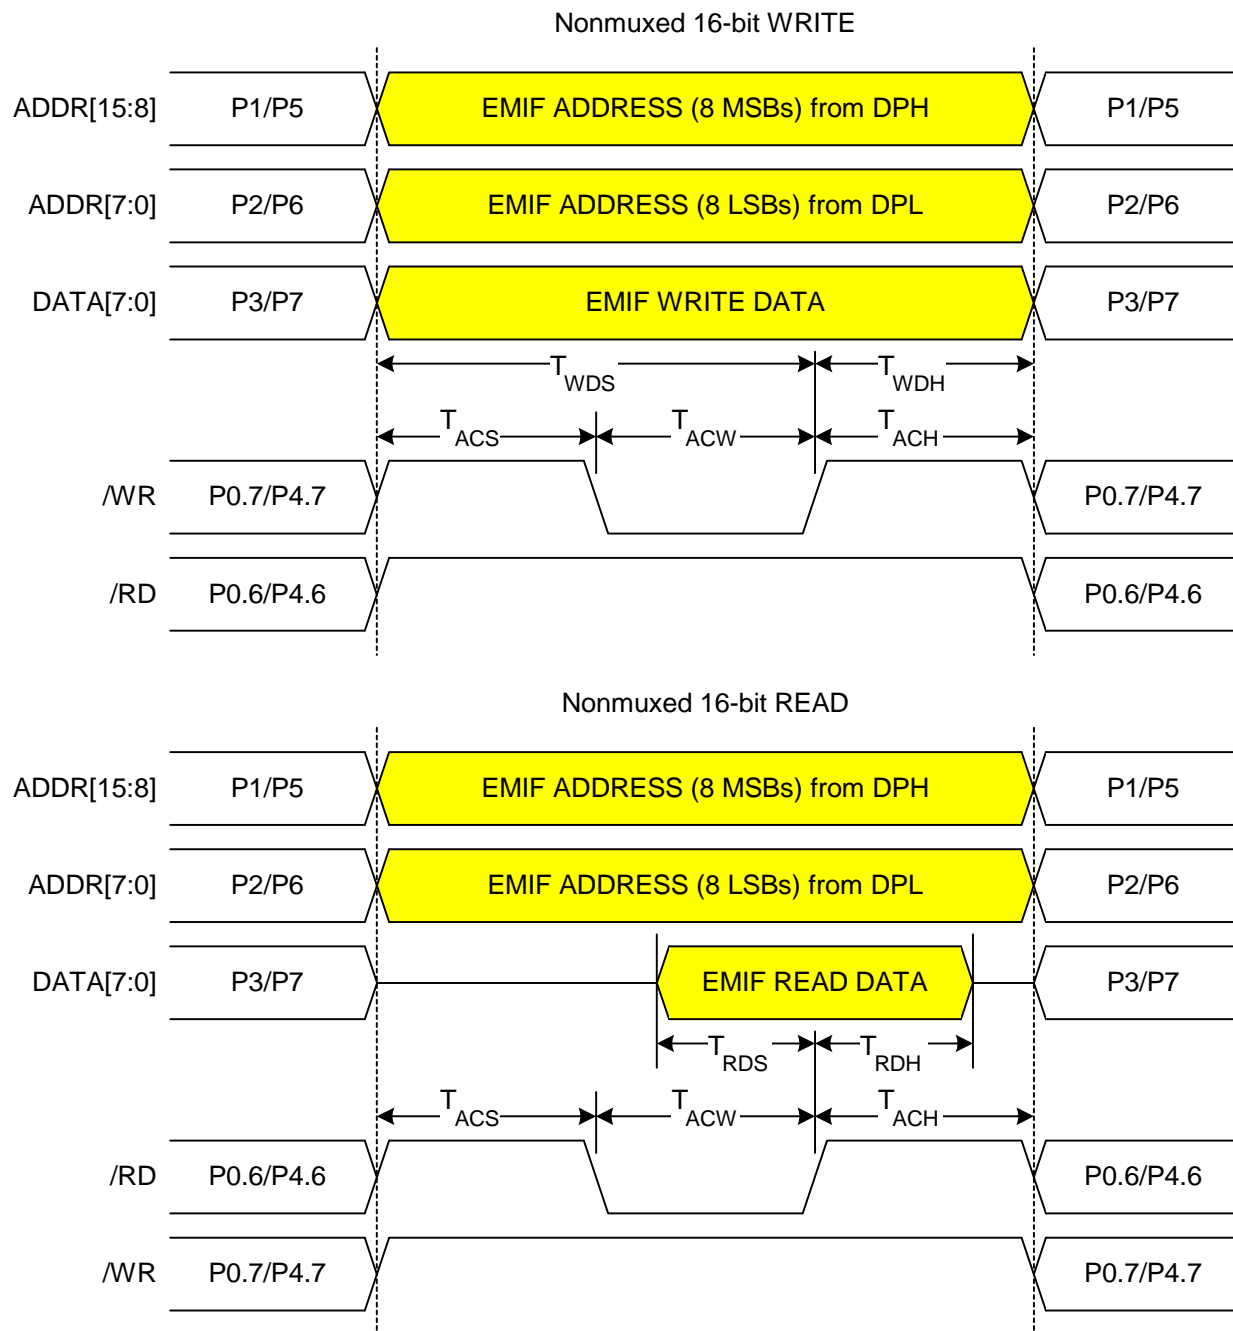 Nonmuxed 16-bit WRITE
ADDR[15:8] P1/P5 EMIF ADDRESS (8 MSBs) from DPH P1/P5
ADDR[7:0] P2/P6 EMIF ADDRESS (8 LSBs) from DPL P2/P6
DATA[7:0] P3/P7 EMIF WRITE DATA P3/P7
TWDS TWDH
TACS TACW TACH
/WR P0.7/P4.7 P0.7/P4.7
/RD P0.6/P4.6 P0.6/P4.6
Nonmuxed 16-bit READ
ADDR[15:8] P1/P5 EMIF ADDRESS (8 MSBs) from DPH P1/P5
ADDR[7:0] P2/P6 EMIF ADDRESS (8 LSBs) from DPL P2/P6
DATA[7:0] P3/P7 EMIF READ DATA P3/P7
TRDS TRDH
TACS TACW TACH
/RD P0.6/P4.6 P0.6/P4.6
/WR P0.7/P4.7 P0.7/P4.7